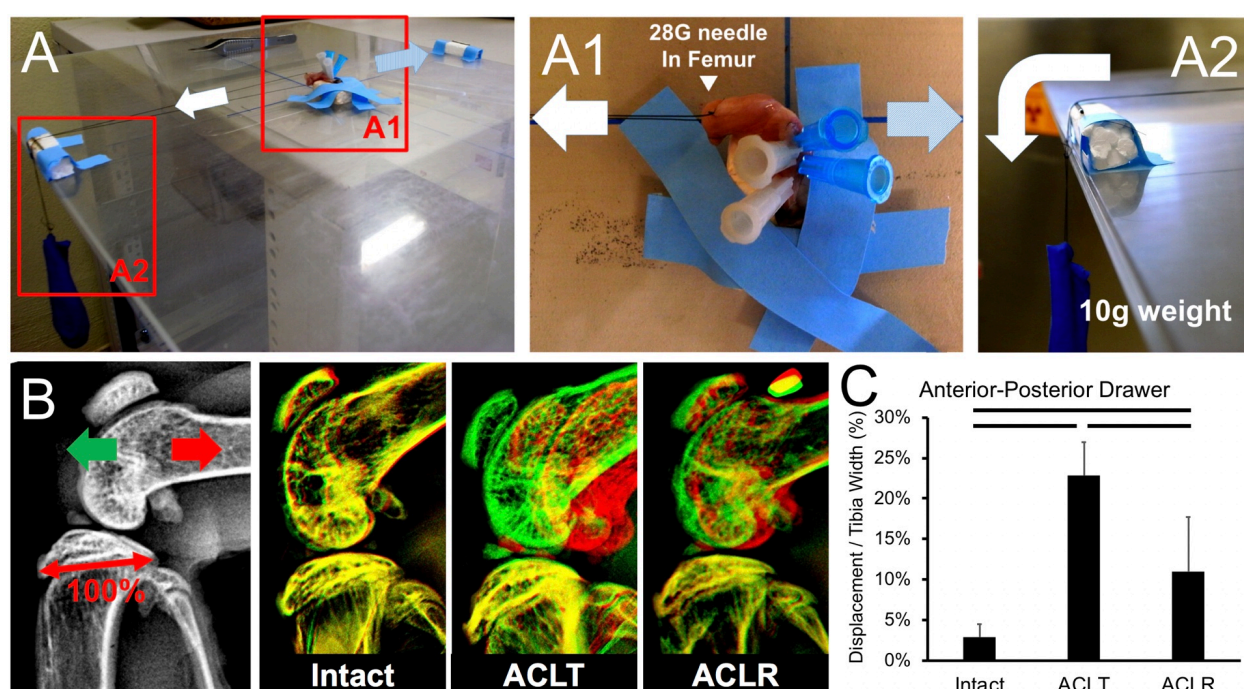 A
A1
A2
A1
28G needle
In Femur
A2
10g weight
B
100%
Intact
ACLT
ACLR
C
Anterior-Posterior Drawer
Displacement / Tibia Width (%)
30%
25%
20%
15%
10%
5%
0%
Intact
ACLT
ACLR